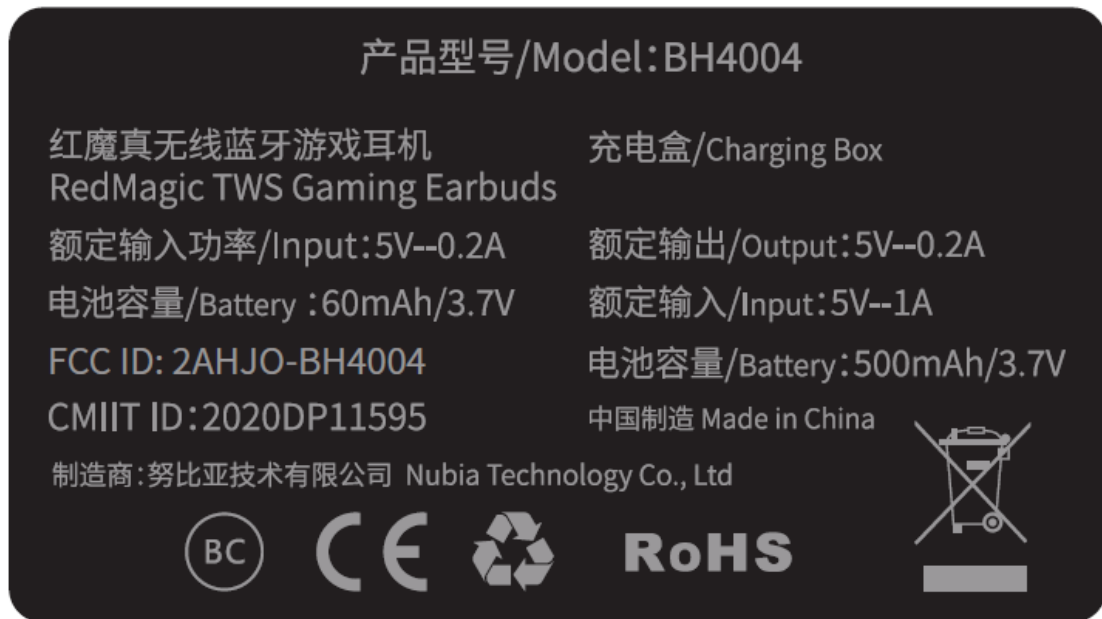 产品型号/Model:BH4004
红魔真无线蓝牙游戏耳机
RedMagic TWS Gaming Earbuds
额定输入功率/Input:5V--0.2A
电池容量/Battery :60mAh/3.7V
FCC ID: 2AHJO-BH4004
CMIIT ID:2020DP11595
充电盒/Charging Box
额定输出/Output:5V--0.2A
额定输入/Input:5V--1A
电池容量/Battery:500mAh/3.7V
中国制造 Made in China
制造商:努比亚技术有限公司 Nubia Technology Co., Ltd
BC
CE
RoHS